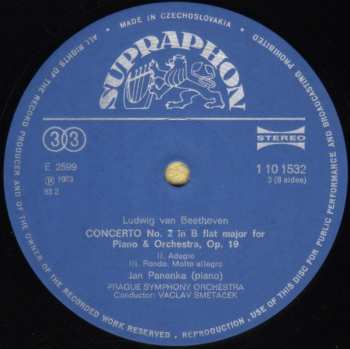 MADE IN CZECHOSLOVAKIA
ALL RIGHTS OF THE RECORD PRODUCER AND OF THE OWNER OF THE RECORDED WORK RESERVED. REPRODUCTION, USE OF THIS DISC FOR PUBLIC PERFORMANCE AND BROADCASTING PROHIBITED
SUPRAPHON
33
STEREO
E 2599
1 10 1532
Ⓟ 1973
3 (8 sides)
Ludwig van Beethoven
CONCERTO No. 2 in B flat major for
Piano & Orchestra, Op. 19
II. Adagio
III. Rondo. Molto allegro
Jan Panenka (piano)
PRAGUE SYMPHONY ORCHESTRA
Conductor: VACLAV SMETACEK